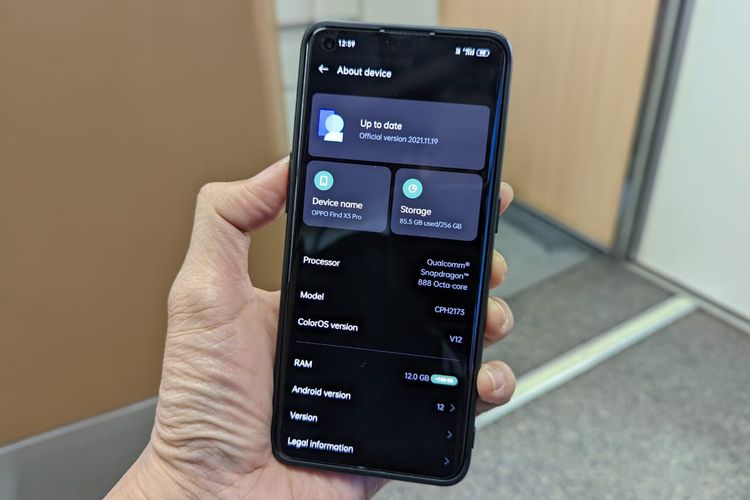 12:59
About device
Up to date
Official version 2021.11.19
Device name
OPPO Find X3 Pro
Storage
85.5 GB used/256 GB
Processor
Qualcomm®
Snapdragon™
888 Octa-core
Model
CPH2173
ColorOS version
V12
RAM
12.0 GB
Android version
12
Version
Legal information